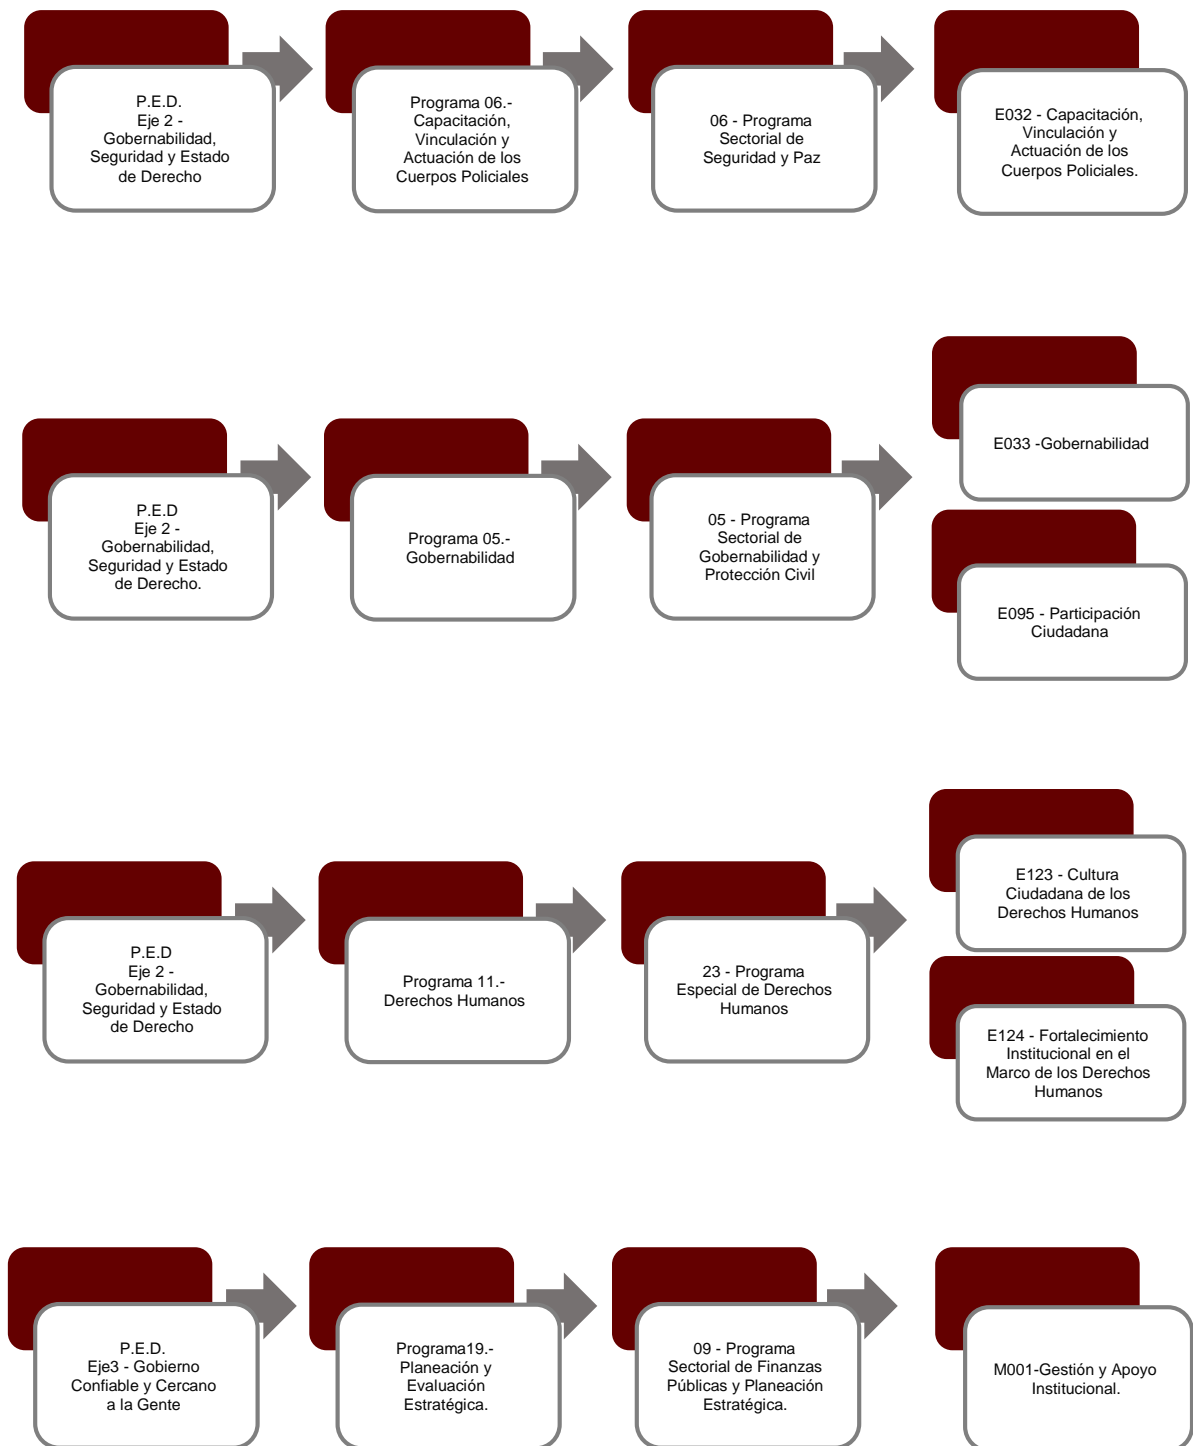 P.E.D.
Eje 2 -
Gobernabilidad,
Seguridad y Estado
de Derecho
Programa 06.-
Capacitación,
Vinculación y
Actuación de los
Cuerpos Policiales
06 - Programa
Sectorial de
Seguridad y Paz
E032 - Capacitación,
Vinculación y
Actuación de los
Cuerpos Policiales.
P.E.D
Eje 2 -
Gobernabilidad,
Seguridad y Estado
de Derecho.
Programa 05.-
Gobernabilidad
05 - Programa
Sectorial de
Gobernabilidad y
Protección Civil
E033 -Gobernabilidad
E095 - Participación
Ciudadana
P.E.D
Eje 2 -
Gobernabilidad,
Seguridad y Estado
de Derecho
Programa 11.-
Derechos Humanos
23 - Programa
Especial de Derechos
Humanos
E123 - Cultura
Ciudadana de los
Derechos Humanos
E124 - Fortalecimiento
Institucional en el
Marco de los Derechos
Humanos
P.E.D.
Eje3 - Gobierno
Confiable y Cercano
a la Gente
Programa19.-
Planeación y
Evaluación
Estratégica.
09 - Programa
Sectorial de Finanzas
Públicas y Planeación
Estratégica.
M001-Gestión y Apoyo
Institucional.